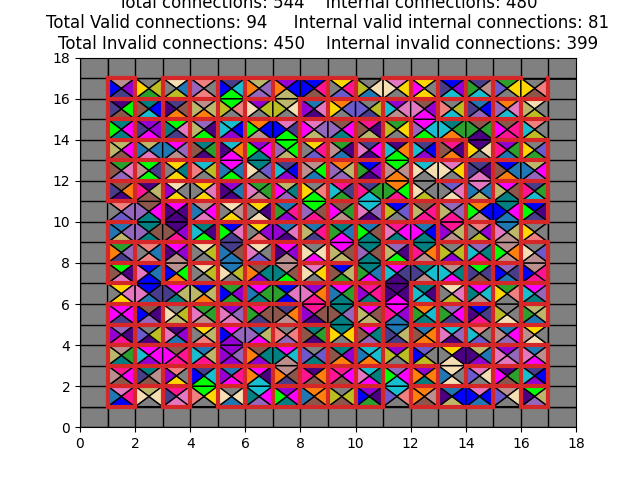 Total connections: 544    Internal connections: 480
Total Valid connections: 94    Internal valid internal connections: 81
Total Invalid connections: 450    Internal invalid connections: 399
18
16
14
12
10
8
6
4
2
0
0 2 4 6 8 10 12 14 16 18